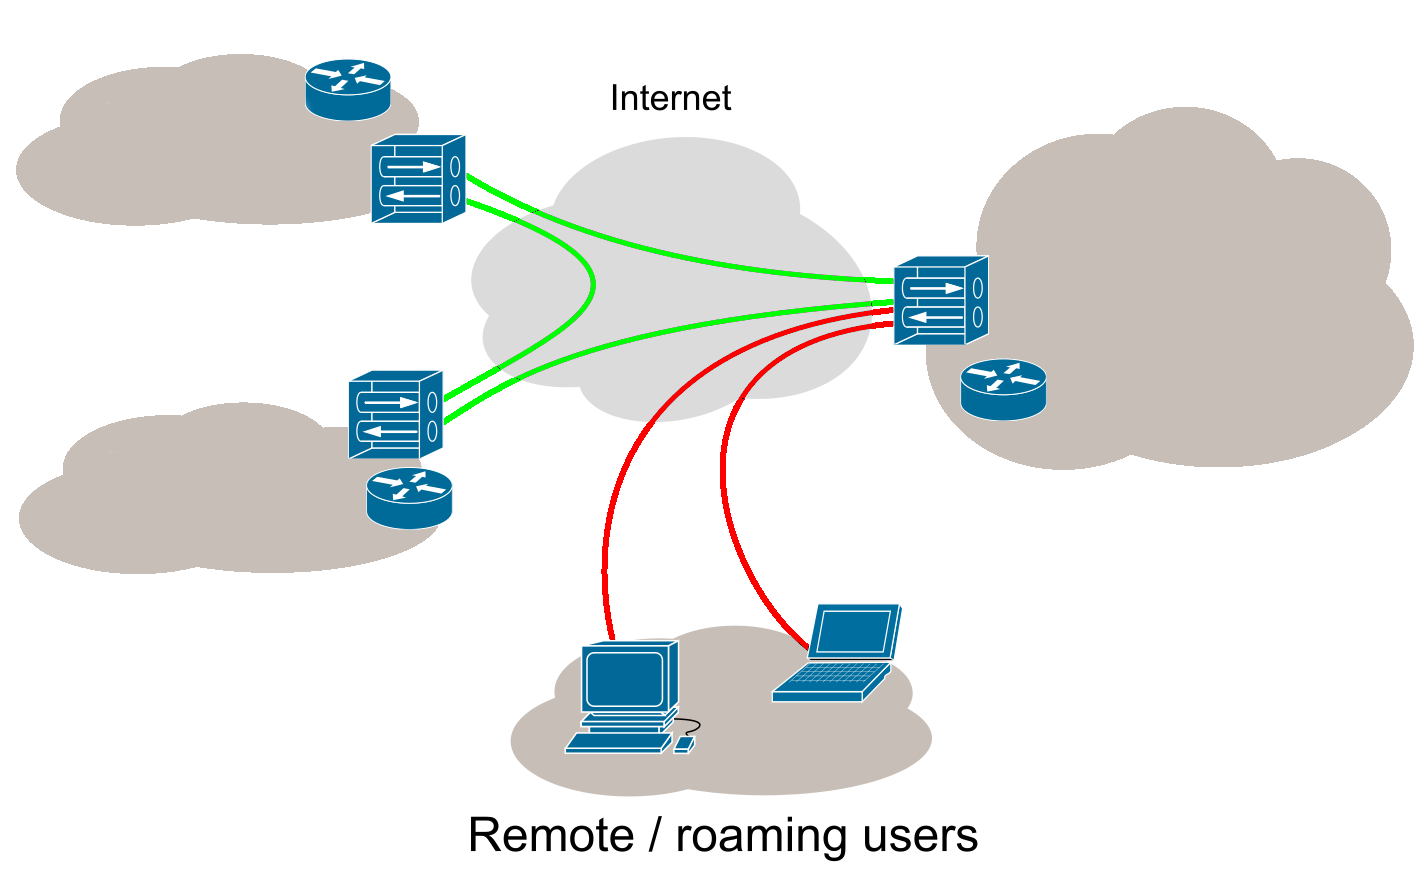 Internet
Remote / roaming users